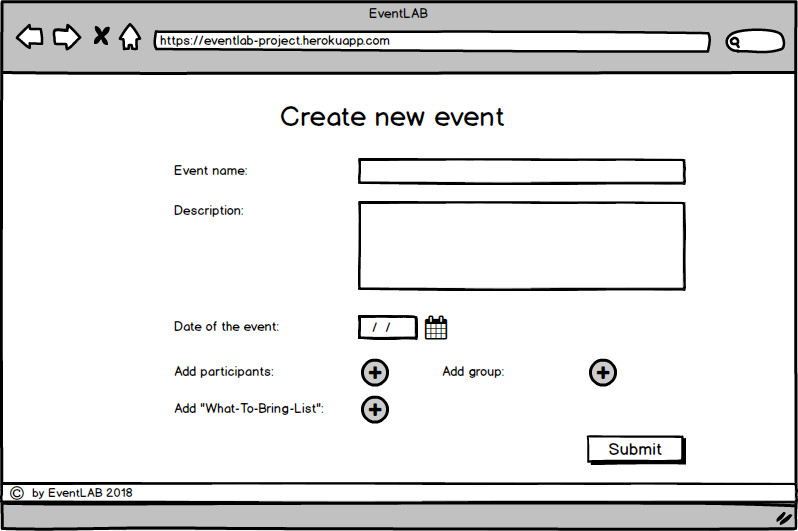 EventLAB
https://eventlab-project.herokuapp.com
Create new event
Event name:
Description:
Date of the event: / /
Add participants: Add group:
Add "What-To-Bring-List":
Submit
© by EventLAB 2018